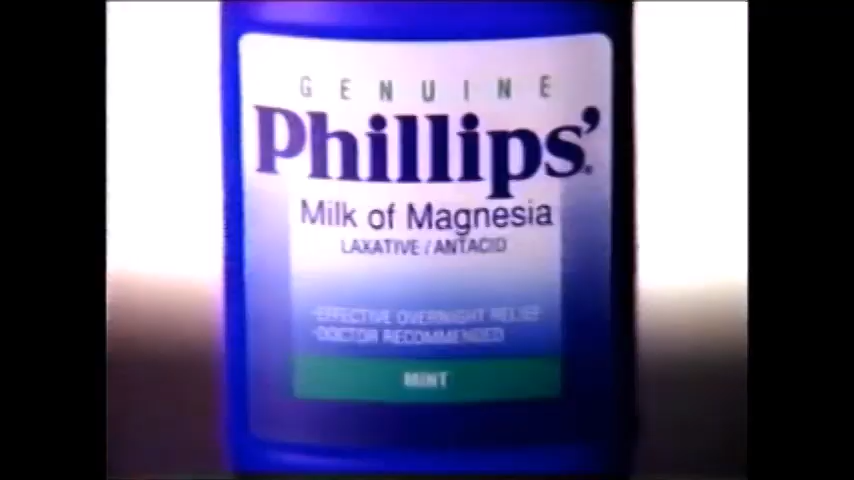 GENUINE
Phillips'®
Milk of Magnesia
LAXATIVE / ANTACID
·EFFECTIVE OVERNIGHT RELIEF
·DOCTOR RECOMMENDED
MINT